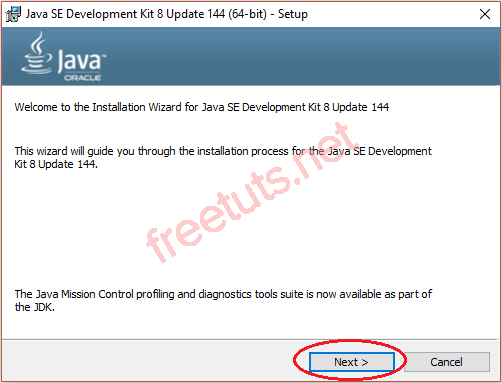 Java SE Development Kit 8 Update 144 (64-bit) - Setup
Java™
ORACLE
Welcome to the Installation Wizard for Java SE Development Kit 8 Update 144
This wizard will guide you through the installation process for the Java SE Development
Kit 8 Update 144.
freetuts.net
The Java Mission Control profiling and diagnostics tools suite is now available as part of
the JDK.
Next >
Cancel